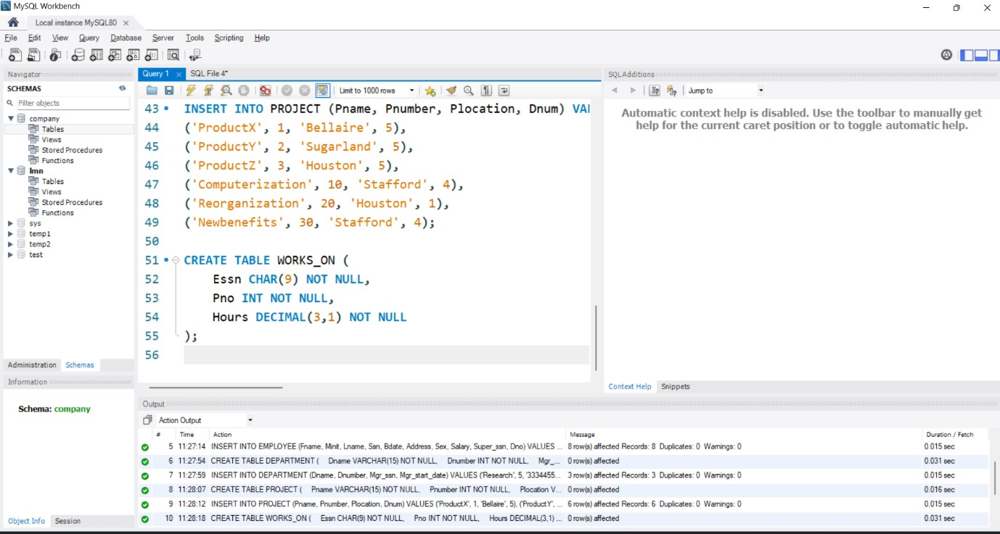 MySQL Workbench
Local instance MySQL80
File Edit View Query Database Server Tools Scripting Help
Navigator
SCHEMAS
Filter objects
company
Tables
Views
Stored Procedures
Functions
lmn
Tables
Views
Stored Procedures
Functions
sys
temp1
temp2
test
Administration Schemas
Information
Schema: company
Object Info Session
Query 1 SQL File 4*
Limit to 1000 rows
43 INSERT INTO PROJECT (Pname, Pnumber, Plocation, Dnum) VAL
44 ('ProductX', 1, 'Bellaire', 5),
45 ('ProductY', 2, 'Sugarland', 5),
46 ('ProductZ', 3, 'Houston', 5),
47 ('Computerization', 10, 'Stafford', 4),
48 ('Reorganization', 20, 'Houston', 1),
49 ('Newbenefits', 30, 'Stafford', 4);
50
51 CREATE TABLE WORKS_ON (
52 Essn CHAR(9) NOT NULL,
53 Pno INT NOT NULL,
54 Hours DECIMAL(3,1) NOT NULL
55 );
56
SQLAdditions
Jump to
Automatic context help is disabled. Use the toolbar to manually get
help for the current caret position or to toggle automatic help.
Context Help Snippets
Output
Action Output
# Time Action Message Duration / Fetch
5 11:27:14 INSERT INTO EMPLOYEE (Fname, Minit, Lname, Ssn, Bdate, Address, Sex, Salary, Super_ssn, Dno) VALUES ... 8 row(s) affected Records: 8 Duplicates: 0 Warnings: 0 0.015 sec
6 11:27:54 CREATE TABLE DEPARTMENT ( Dname VARCHAR(15) NOT NULL, Dnumber INT NOT NULL, Mgr_... 0 row(s) affected 0.031 sec
7 11:27:59 INSERT INTO DEPARTMENT (Dname, Dnumber, Mgr_ssn, Mgr_start_date) VALUES ('Research', 5, '3334455... 3 row(s) affected Records: 3 Duplicates: 0 Warnings: 0 0.015 sec
8 11:28:07 CREATE TABLE PROJECT ( Pname VARCHAR(15) NOT NULL, Pnumber INT NOT NULL, Plocation V... 0 row(s) affected 0.016 sec
9 11:28:12 INSERT INTO PROJECT (Pname, Pnumber, Plocation, Dnum) VALUES ('ProductX', 1, 'Bellaire', 5), ('ProductY', ... 6 row(s) affected Records: 6 Duplicates: 0 Warnings: 0 0.015 sec
10 11:28:18 CREATE TABLE WORKS_ON ( Essn CHAR(9) NOT NULL, Pno INT NOT NULL, Hours DECIMAL(3,1) ... 0 row(s) affected 0.031 sec